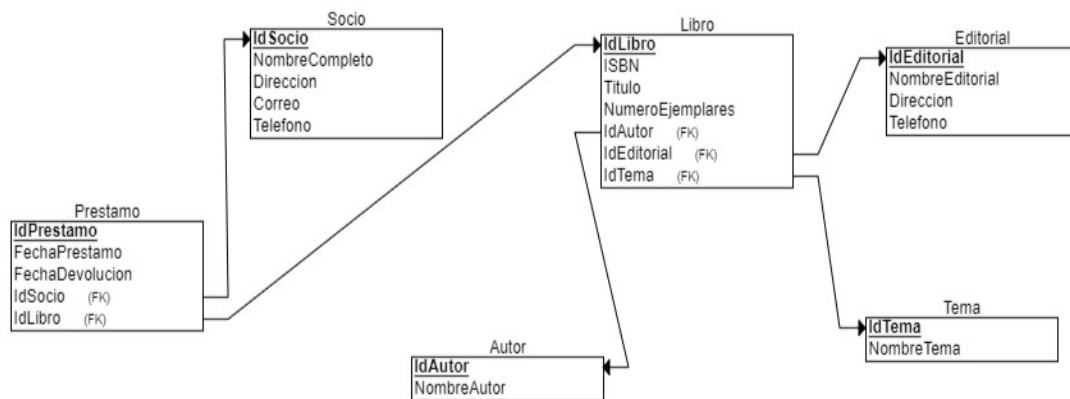 Socio
IdSocio
NombreCompleto
Direccion
Correo
Telefono
Libro
IdLibro
ISBN
Titulo
NumeroEjemplares
IdAutor (FK)
IdEditorial (FK)
IdTema (FK)
Editorial
IdEditorial
NombreEditorial
Direccion
Telefono
Prestamo
IdPrestamo
FechaPrestamo
FechaDevolucion
IdSocio (FK)
IdLibro (FK)
Autor
IdAutor
NombreAutor
Tema
IdTema
NombreTema